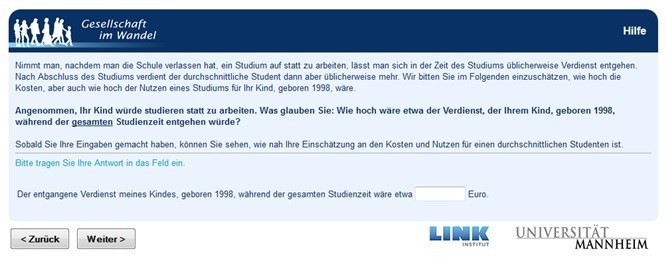 Gesellschaft
im Wandel
Hilfe
Nimmt man, nachdem man die Schule verlassen hat, ein Studium auf statt zu arbeiten, lässt man sich in der Zeit des Studiums üblicherweise Verdienst entgehen.
Nach Abschluss des Studiums verdient der durchschnittliche Student dann aber üblicherweise mehr. Wir bitten Sie im Folgenden einzuschätzen, wie hoch die
Kosten, aber auch wie hoch der Nutzen eines Studiums für Ihr Kind, geboren 1998, wäre.
Angenommen, Ihr Kind würde studieren statt zu arbeiten. Was glauben Sie: Wie hoch wäre etwa der Verdienst, der Ihrem Kind, geboren 1998,
während der gesamten Studienzeit entgehen würde?
Sobald Sie Ihre Eingaben gemacht haben, können Sie sehen, wie nah Ihre Einschätzung an den Kosten und Nutzen für einen durchschnittlichen Studenten ist.
Bitte tragen Sie Ihre Antwort in das Feld ein.
Der entgangene Verdienst meines Kindes, geboren 1998, während der gesamten Studienzeit wäre etwa Euro.
< Zurück Weiter >
LINK
INSTITUT
UNIVERSITÄT
MANNHEIM